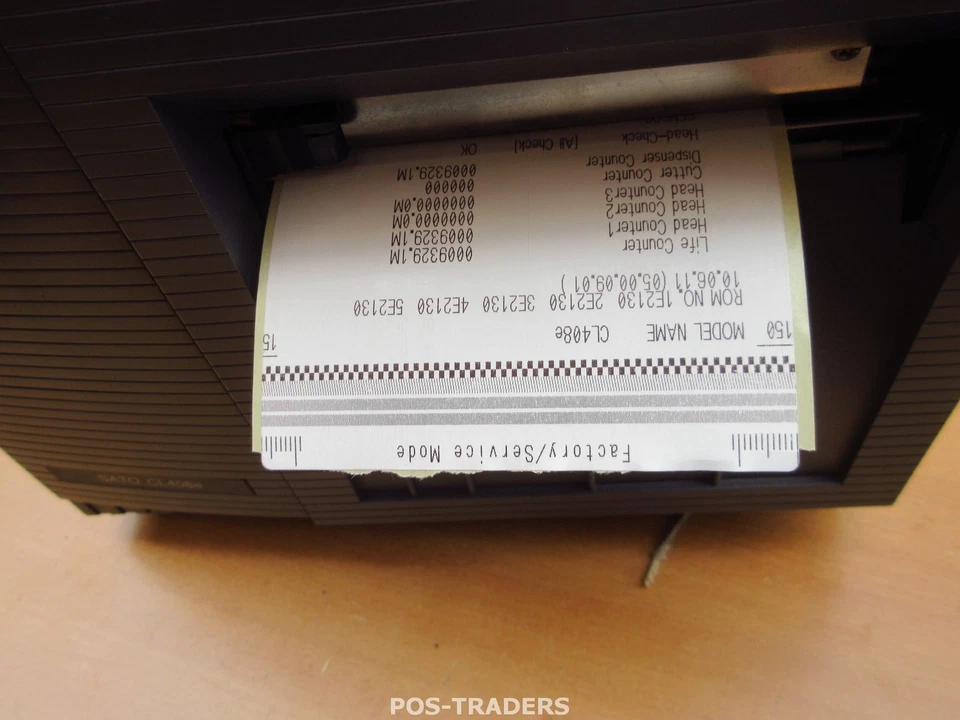 Factory/Service Mode
150 MODEL NAME CL408e 15
ROM NO. 1E2130 2E2130 3E2130 4E2130 5E2130
10.06.11 (05.00.09.01 )
Life Counter 0009329.1M
Head Counter1 0009329.1M
Head Counter2 0000000.0M
Head Counter3 0000000.0M
Cutter Counter 000000
Dispenser Counter 0009329.1M
Head-Check [All Check] OK
SATO CL408e
POS-TRADERS